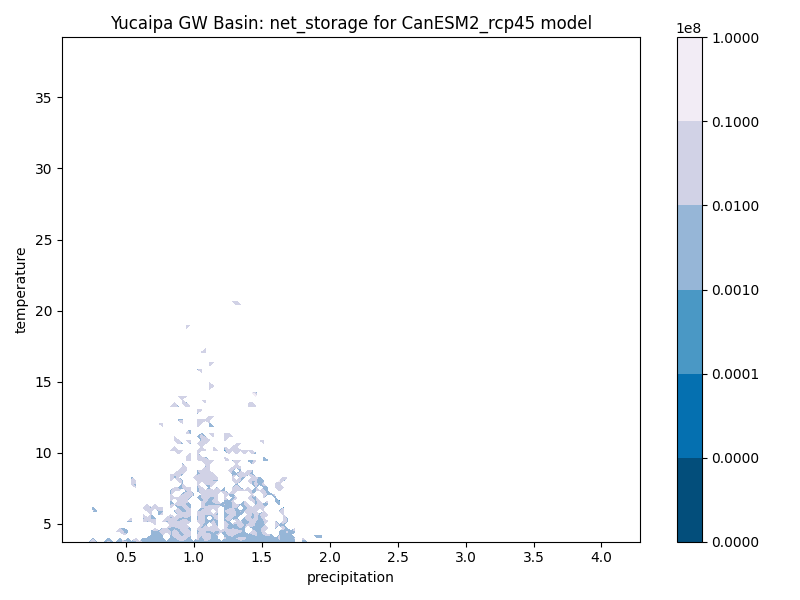 Yucaipa GW Basin: net_storage for CanESM2_rcp45 model
1e8
1.0000
0.1000
0.0100
0.0010
0.0001
0.0000
0.0000
temperature
35
30
25
20
15
10
5
0.5 1.0 1.5 2.0 2.5 3.0 3.5 4.0
precipitation